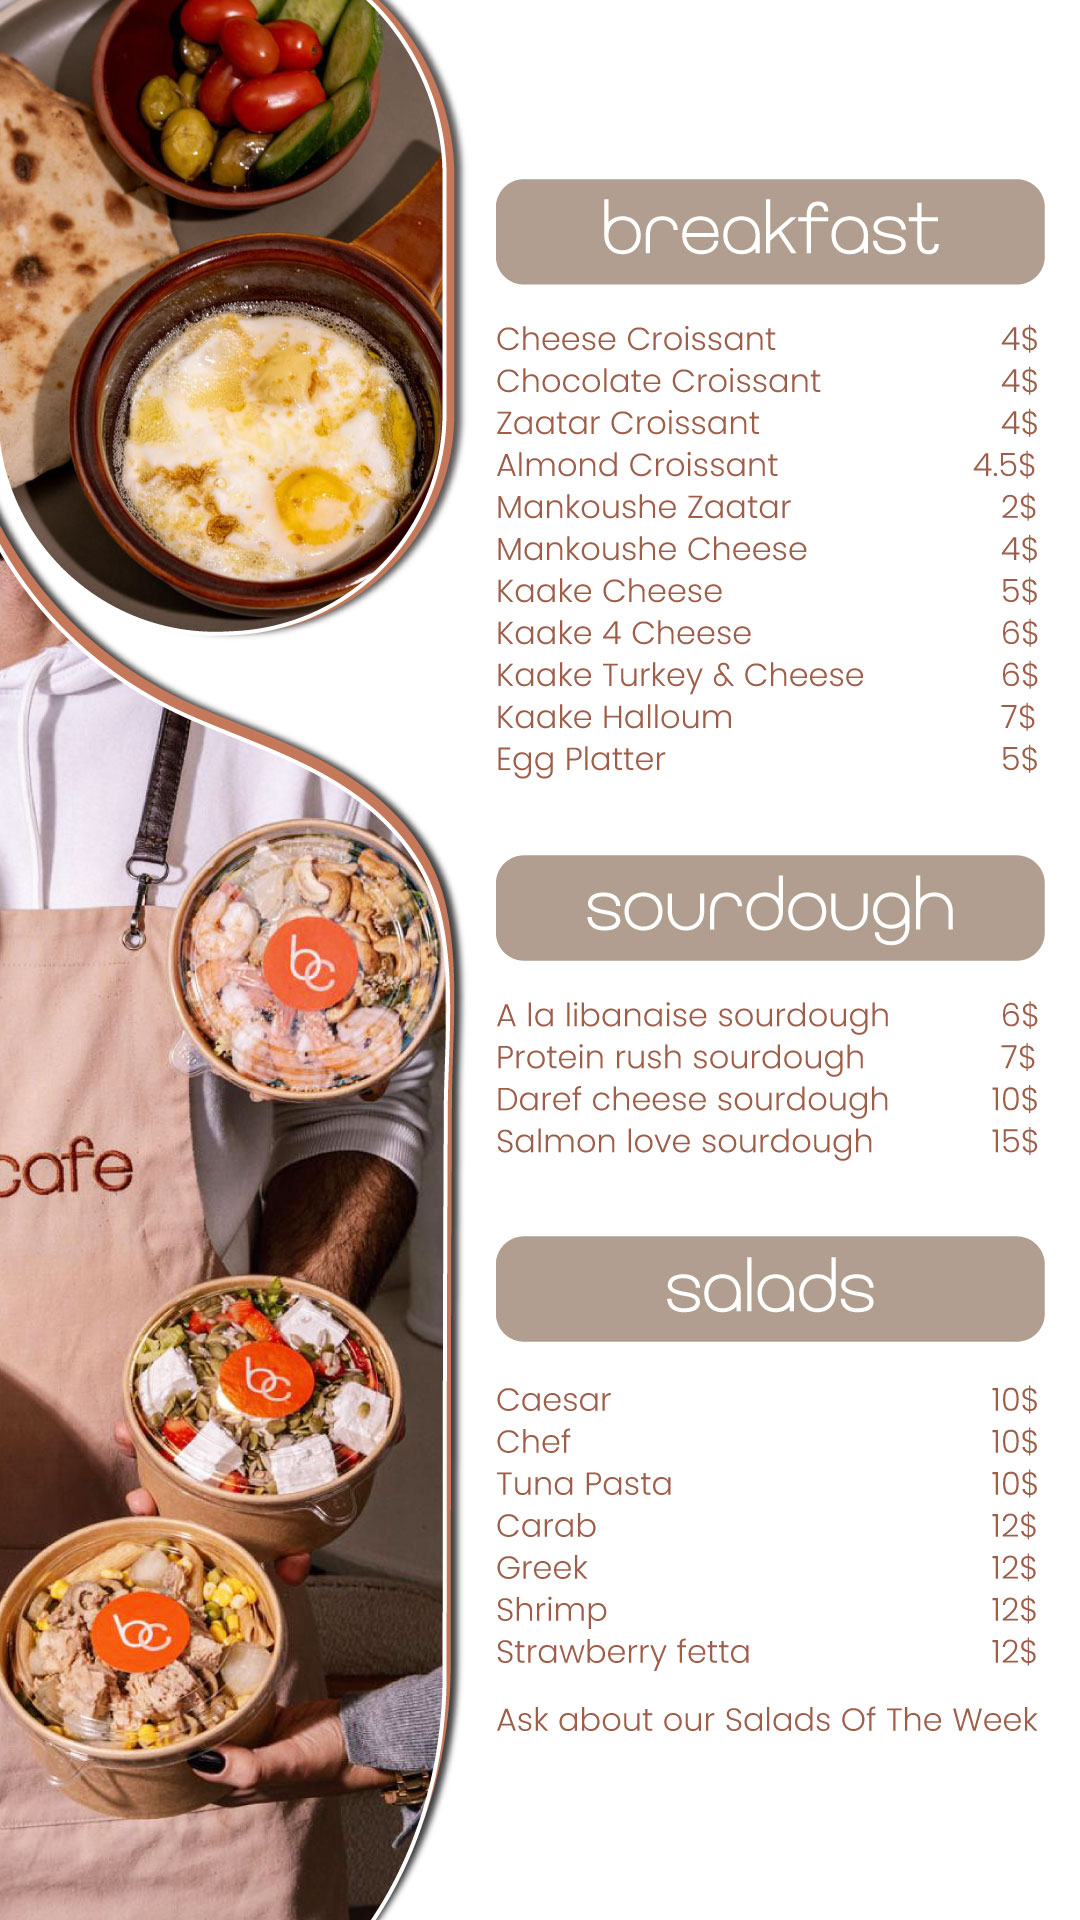 breakfast
Cheese Croissant 4$
Chocolate Croissant 4$
Zaatar Croissant 4$
Almond Croissant 4.5$
Mankoushe Zaatar 2$
Mankoushe Cheese 4$
Kaake Cheese 5$
Kaake 4 Cheese 6$
Kaake Turkey & Cheese 6$
Kaake Halloum 7$
Egg Platter 5$
sourdough
A la libanaise sourdough 6$
Protein rush sourdough 7$
Daref cheese sourdough 10$
Salmon love sourdough 15$
salads
Caesar 10$
Chef 10$
Tuna Pasta 10$
Carab 12$
Greek 12$
Shrimp 12$
Strawberry fetta 12$
Ask about our Salads Of The Week
bc
cafe
bc
bc